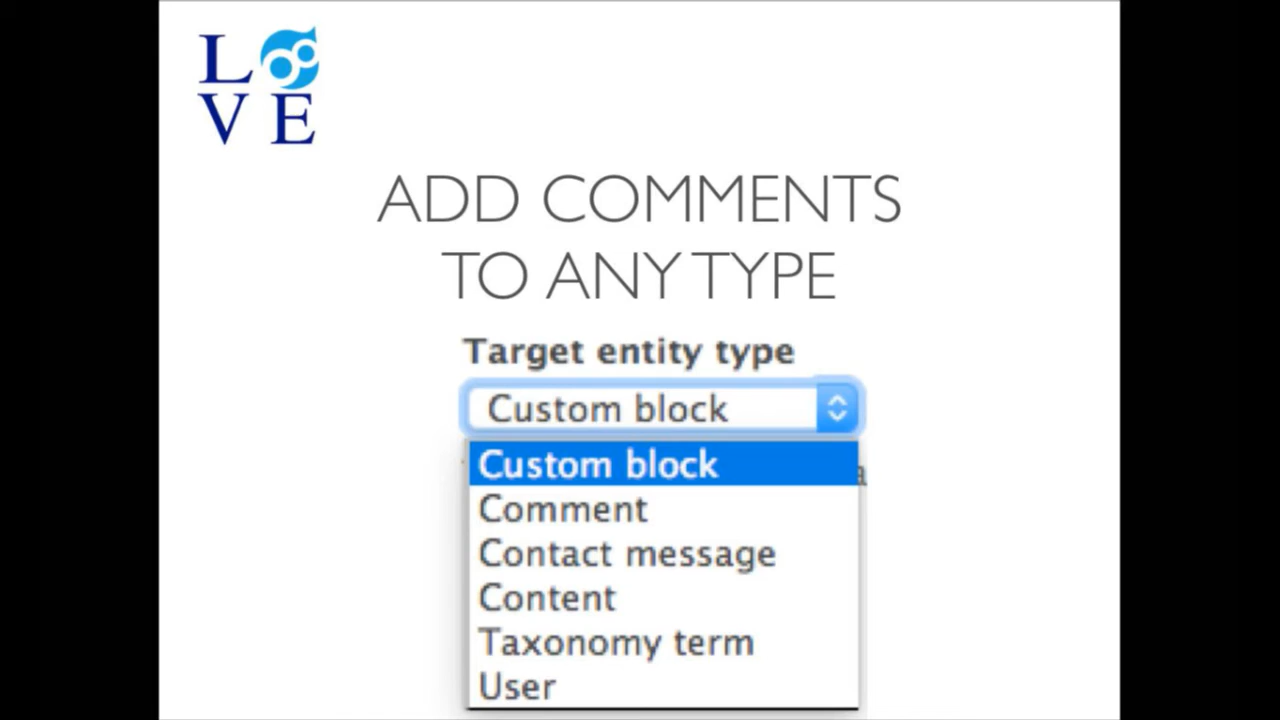 L
VE
ADD COMMENTS
TO ANY TYPE
Target entity type
Custom block
Custom block
a
Comment
Contact message
Content
Taxonomy term
User